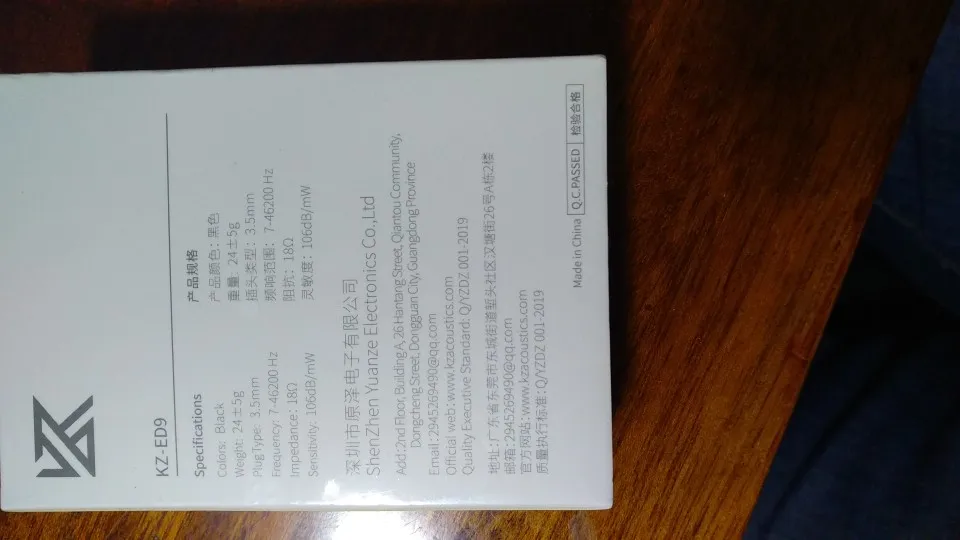 KZ
KZ-ED9
Specifications
Colors: Black
Weight: 24±5g
Plug Type: 3.5mm
Frequency: 7-46200 Hz
Impedance: 18Ω
Sensitivity: 106dB/mW
产品规格
产品颜色：黑色
重量: 24±5g
插头类型：3.5mm
频响范围： 7-46200 Hz
阻抗：18Ω
灵敏度：106dB/mW
深圳市原泽电子有限公司
ShenZhen Yuanze Electronics Co.,Ltd
Add:2nd Floor, Building A, 26 Hantang Street, Qiantou Community,
Dongcheng Street, Dongguan City, Guangdong Province
Email:2945269490@qq.com
Official web:www.kzacoustics.com
Quality Executive Standard: Q/YZDZ 001-2019
地址:广东省东莞市东城街道墅头社区汉塘街26号A栋2楼
邮箱:2945269490@qq.com
官方网站:www.kzacoustics.com
质量执行标准:Q/YZDZ 001-2019
Made in China Q.C.PASSED 检验合格